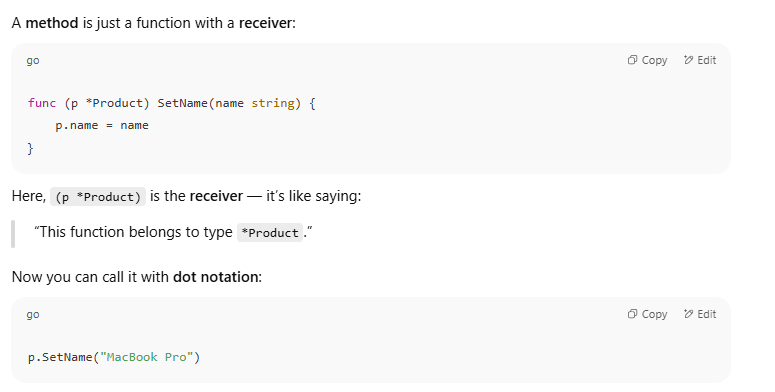 A method is just a function with a receiver:
go
Copy Edit
func (p *Product) SetName(name string) {
    p.name = name
}
Here, (p *Product) is the receiver — it's like saying:
“This function belongs to type *Product.”
Now you can call it with dot notation:
go
Copy Edit
p.SetName("MacBook Pro")